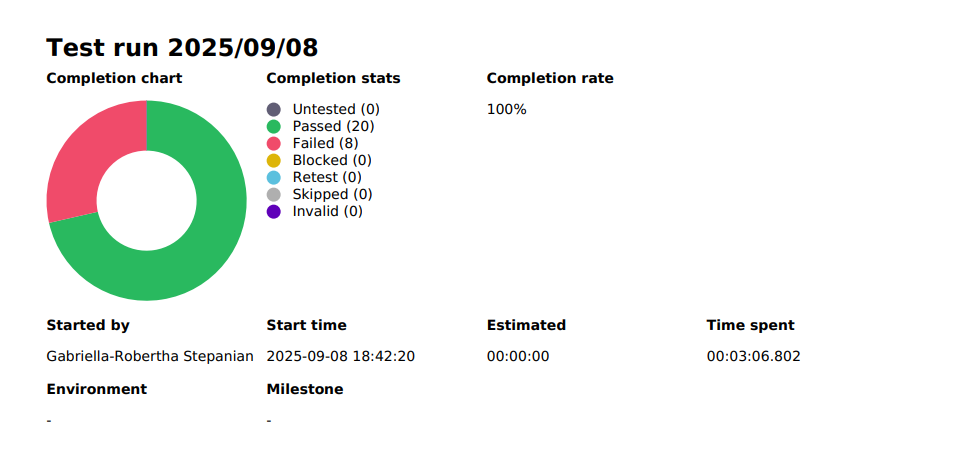 Test run 2025/09/08
Completion chart
Completion stats
Completion rate
Untested (0)
Passed (20)
Failed (8)
Blocked (0)
Retest (0)
Skipped (0)
Invalid (0)
100%
Started by
Start time
Estimated
Time spent
Gabriella-Robertha Stepanian
2025-09-08 18:42:20
00:00:00
00:03:06.802
Environment
Milestone
-
-